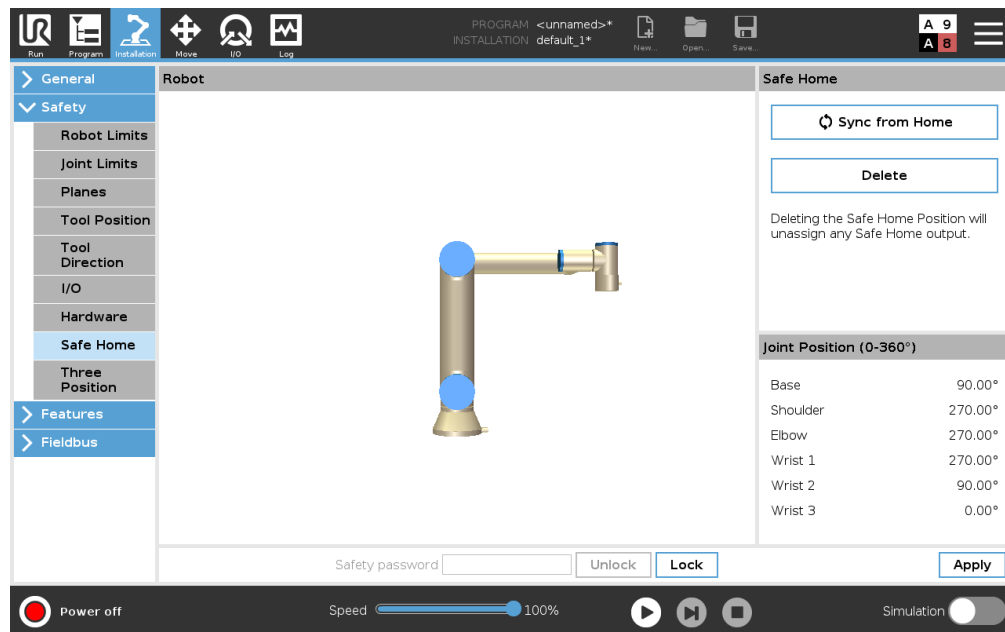 UR
PROGRAM <unnamed>*
INSTALLATION default_1*
Run
Program
Installation
Move
I/O
Log
New...
Open...
Save...
A 9
A 8
General
Safety
Robot Limits
Joint Limits
Planes
Tool Position
Tool
Direction
I/O
Hardware
Safe Home
Three
Position
Features
Fieldbus
Robot
Safe Home
Sync from Home
Delete
Deleting the Safe Home Position will
unassign any Safe Home output.
Joint Position (0-360°)
Base 90.00°
Shoulder 270.00°
Elbow 270.00°
Wrist 1 270.00°
Wrist 2 90.00°
Wrist 3 0.00°
Safety password
Unlock
Lock
Apply
Power off
Speed
100%
Simulation